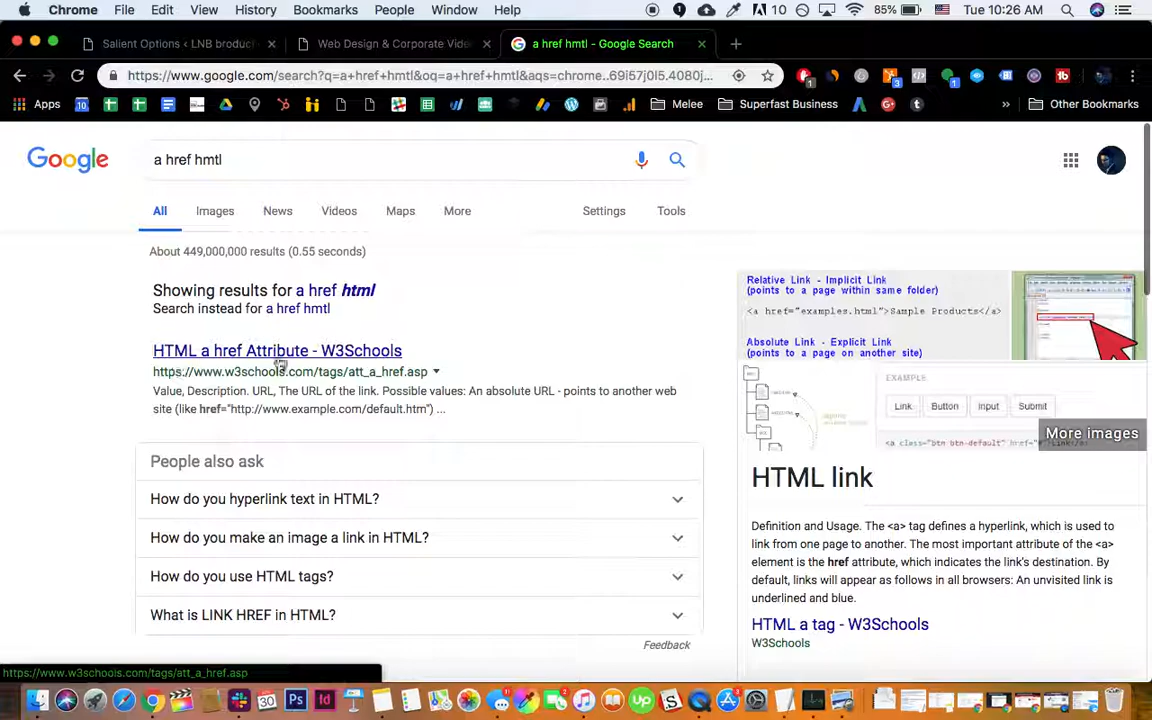 Chrome File Edit View History Bookmarks People Window Help 10 85% Tue 10:26 AM
Salient Options ‹ LNB broduc
Web Design & Corporate Vide
a href hmtl - Google Search
https://www.google.com/search?q=a+href+hmtl&oq=a+href+hmtl&aqs=chrome..69i57j0l5.4080j...
Apps
Melee
Superfast Business
Other Bookmarks
Google
a href hmtl
All Images News Videos Maps More Settings Tools
About 449,000,000 results (0.55 seconds)
Showing results for a href html
Search instead for a href hmtl
HTML a href Attribute - W3Schools
https://www.w3schools.com/tags/att_a_href.asp
Value, Description. URL, The URL of the link. Possible values: An absolute URL - points to another web
site (like href="http://www.example.com/default.htm") ...
People also ask
How do you hyperlink text in HTML?
How do you make an image a link in HTML?
How do you use HTML tags?
What is LINK HREF in HTML?
Feedback
Relative Link - Implicit Link
(points to a page within same folder)
<a href="examples.html">Sample Products</a>
Absolute Link - Explicit Link
(points to a page on another site)
EXAMPLE
Link Button Input Submit
<a class="btn btn-default" href="#">Link</a>
More images
HTML link
Definition and Usage. The <a> tag defines a hyperlink, which is used to
link from one page to another. The most important attribute of the <a>
element is the href attribute, which indicates the link's destination. By
default, links will appear as follows in all browsers: An unvisited link is
underlined and blue.
HTML a tag - W3Schools
W3Schools
https://www.w3schools.com/tags/att_a_href.asp